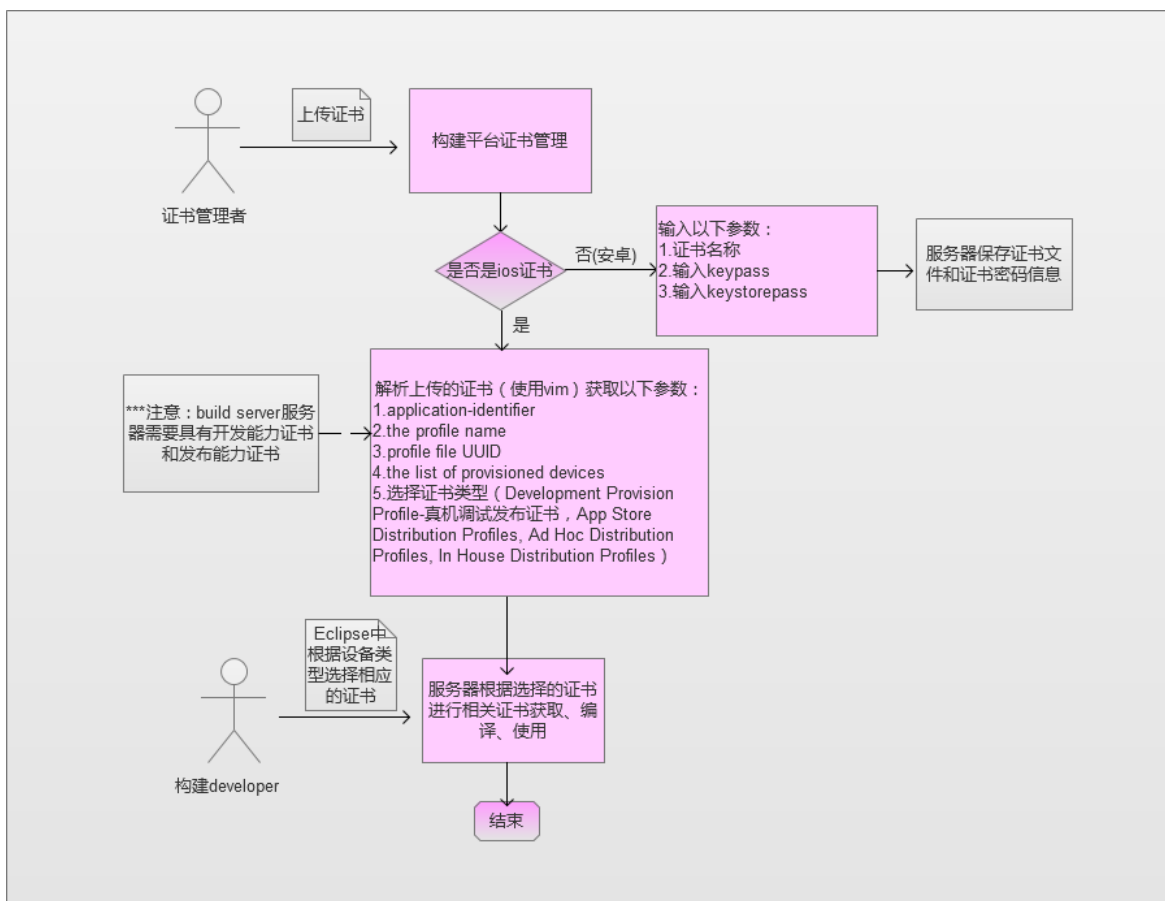 上传证书
构建平台证书管理
证书管理者
是否是ios证书
否(安卓)
输入以下参数：
1.证书名称
2.输入keypass
3.输入keystorepass
服务器保存证书文
件和证书密码信息
是
***注意：build server服务
器需要具有开发能力证书
和发布能力证书
解析上传的证书（使用vim）获取以下参数：
1.application-identifier
2.the profile name
3.profile file UUID
4.the list of provisioned devices
5.选择证书类型（Development Provision
Profile-真机调试发布证书，App Store
Distribution Profiles, Ad Hoc Distribution
Profiles, In House Distribution Profiles）
Eclipse中
根据设备类
型选择相应
的证书
服务器根据选择的证书
进行相关证书获取、编
译、使用
构建developer
结束